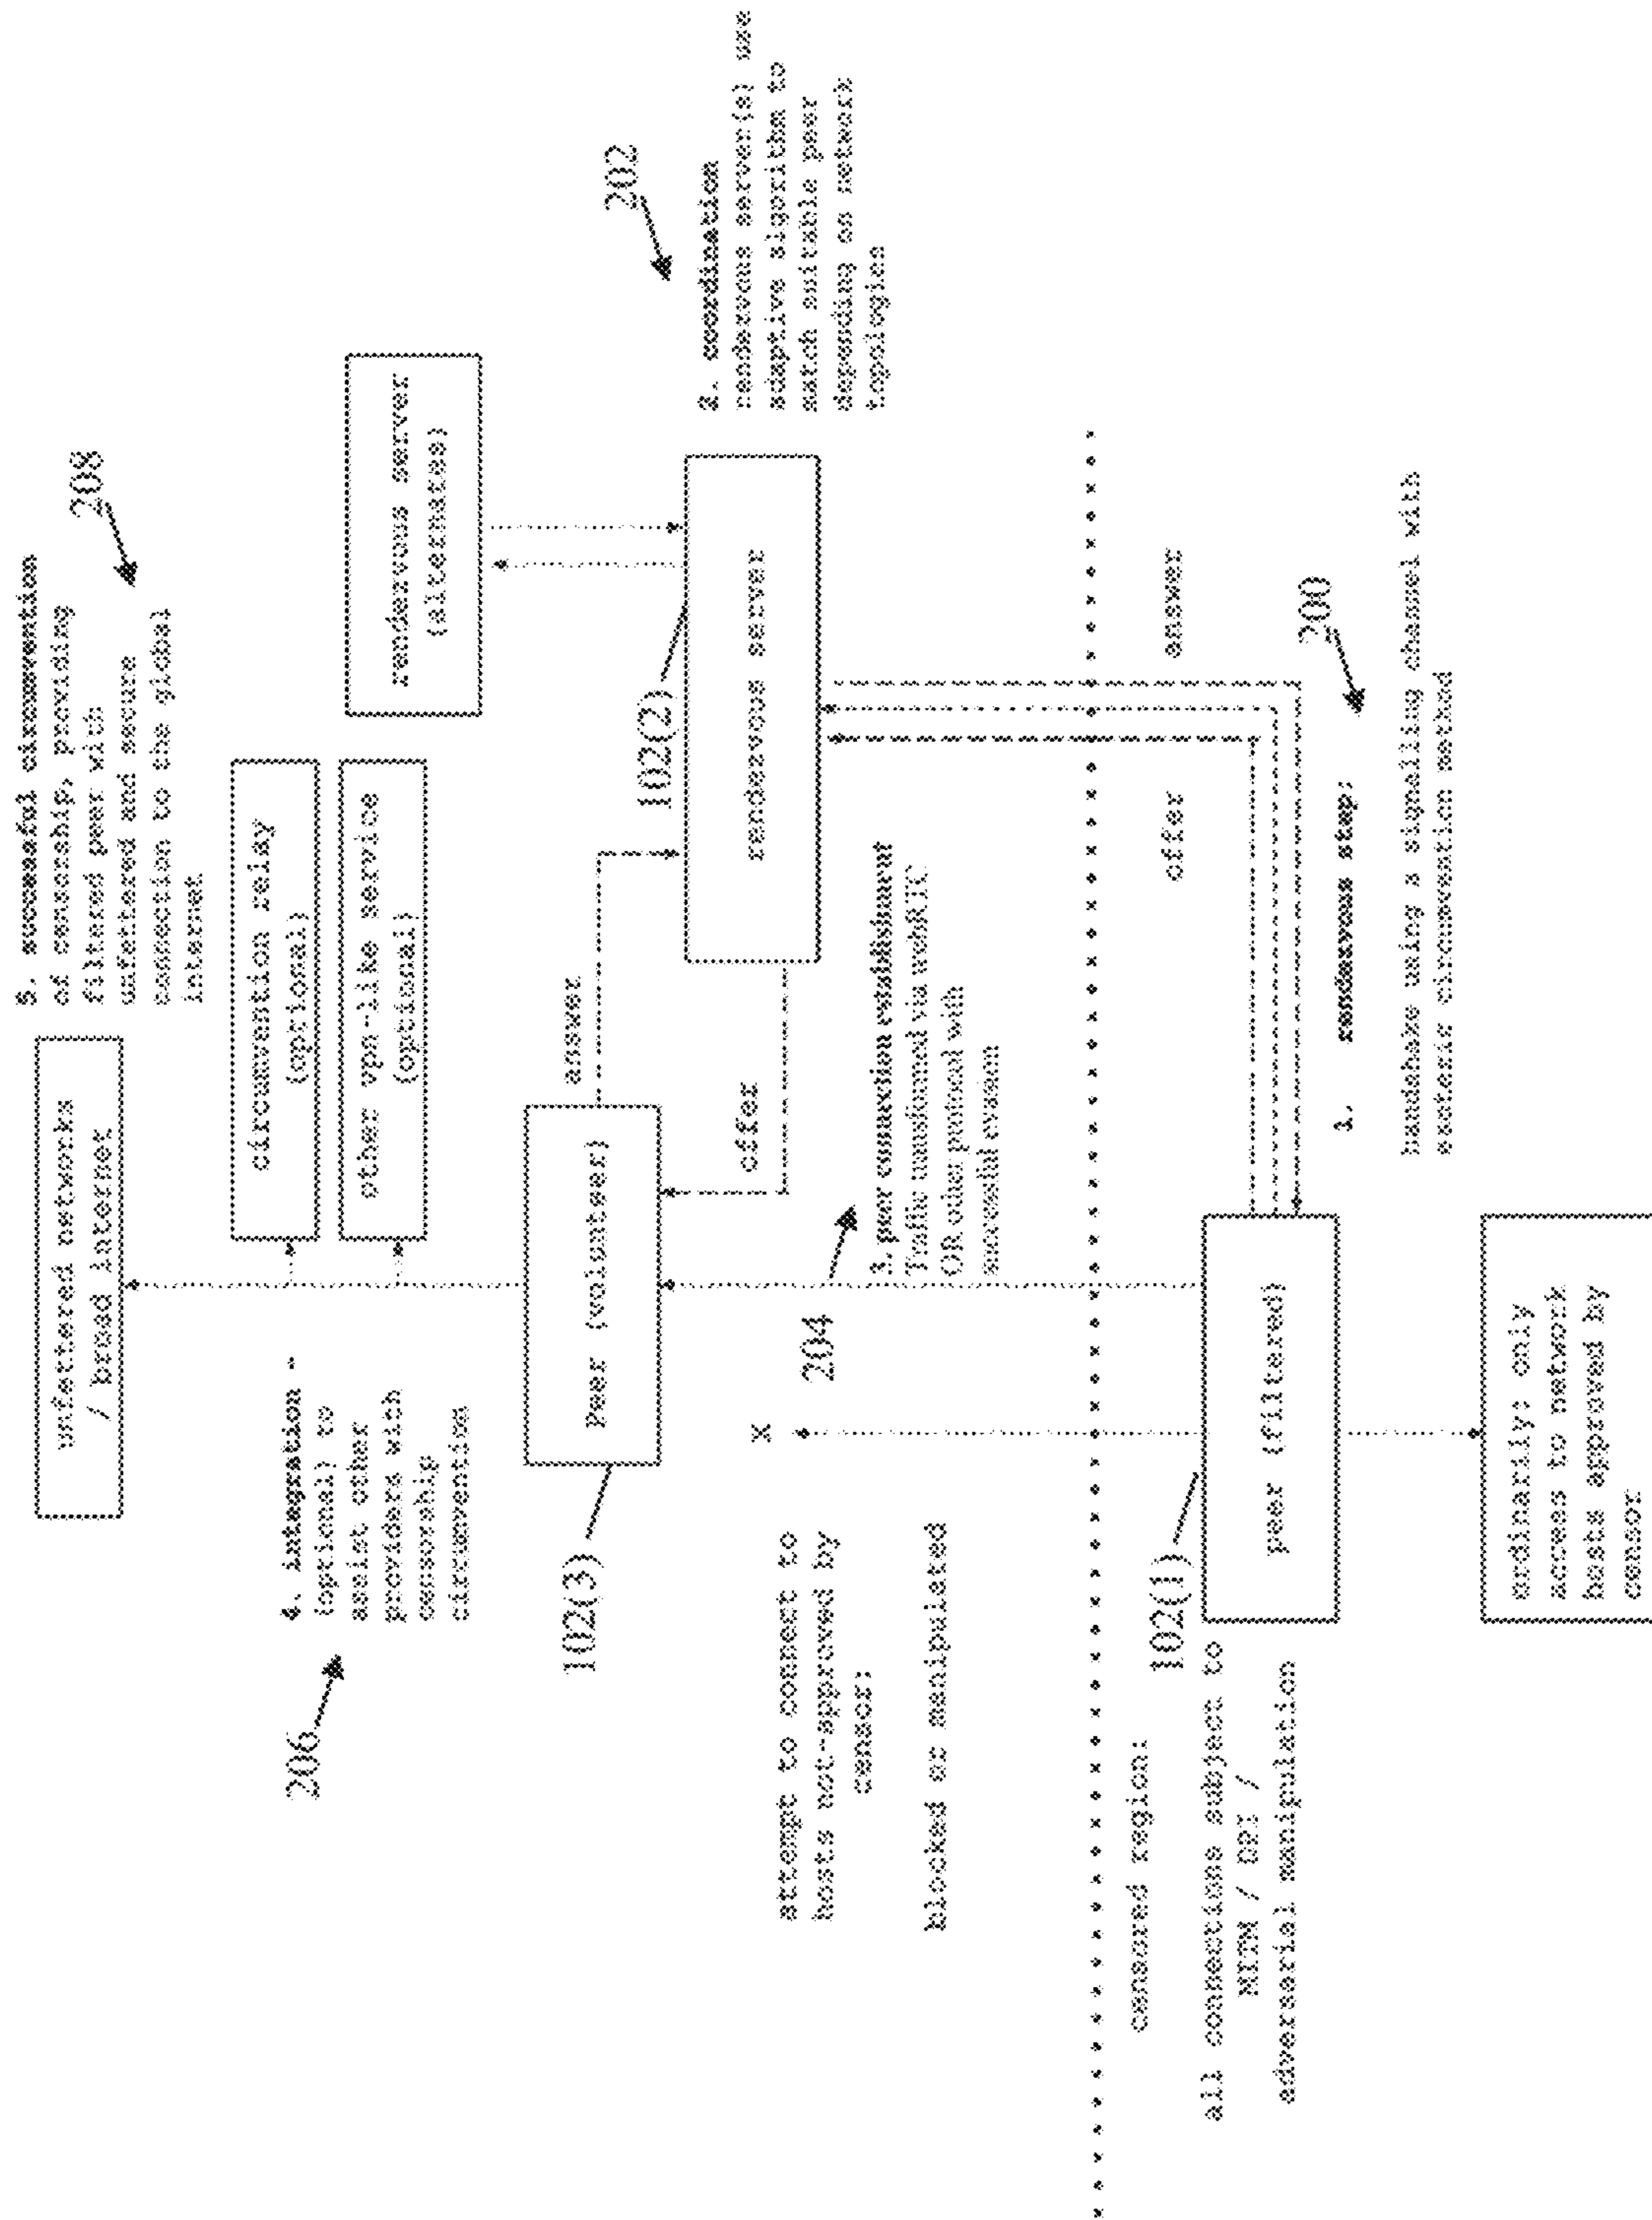 5. successful circumvention
of censorship, providing
filtered peer with
unfettered and secure
connection to the global
internet
208
unfettered networks
/ broad internet
circumvention relay
(optional)
other vpn-like service
(optional)
rendezvous server
(alternates)
4. integration -
(optional) to
assist other
providers with
censorship
circumvention
206
Peer (volunteer)
102(3)
answer
offer
rendezvous server
102(2)
202
2. coordination
rendezvous server(s) use
adaptive algorithm to
match suitable peer
depending on network
topologies
attempt to connect to
hosts not-approved by
censor:
blocked or manipulated
X
204
3. peer connection establishment
Traffic transformed via webRTC
OR other protocol with
successful evasion
censored region:
all connections subject to
MITM / DPI /
adverserial manipulation
102(1)
peer (filtered)
offer
answer
200
1. rendezvous step:
handshake using a signalling channel with
esoteric circumvention method
ordinarily: only
access to network
hosts approved by
censor